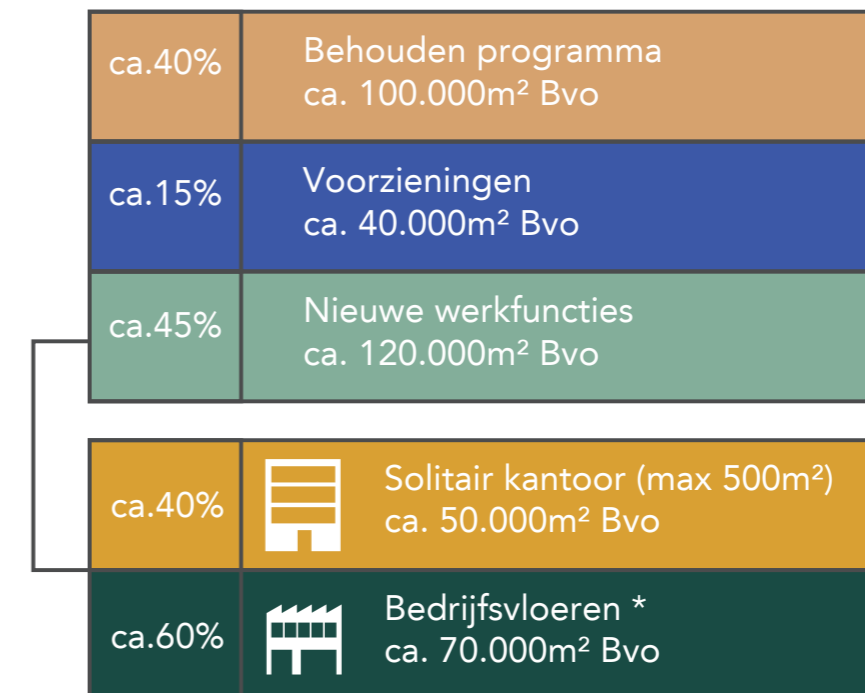 ca.40%
Behouden programma
ca. 100.000m² Bvo
ca.15%
Voorzieningen
ca. 40.000m² Bvo
ca.45%
Nieuwe werkfuncties
ca. 120.000m² Bvo
ca.40%
Solitair kantoor (max 500m²)
ca. 50.000m² Bvo
ca.60%
Bedrijfsvloeren *
ca. 70.000m² Bvo